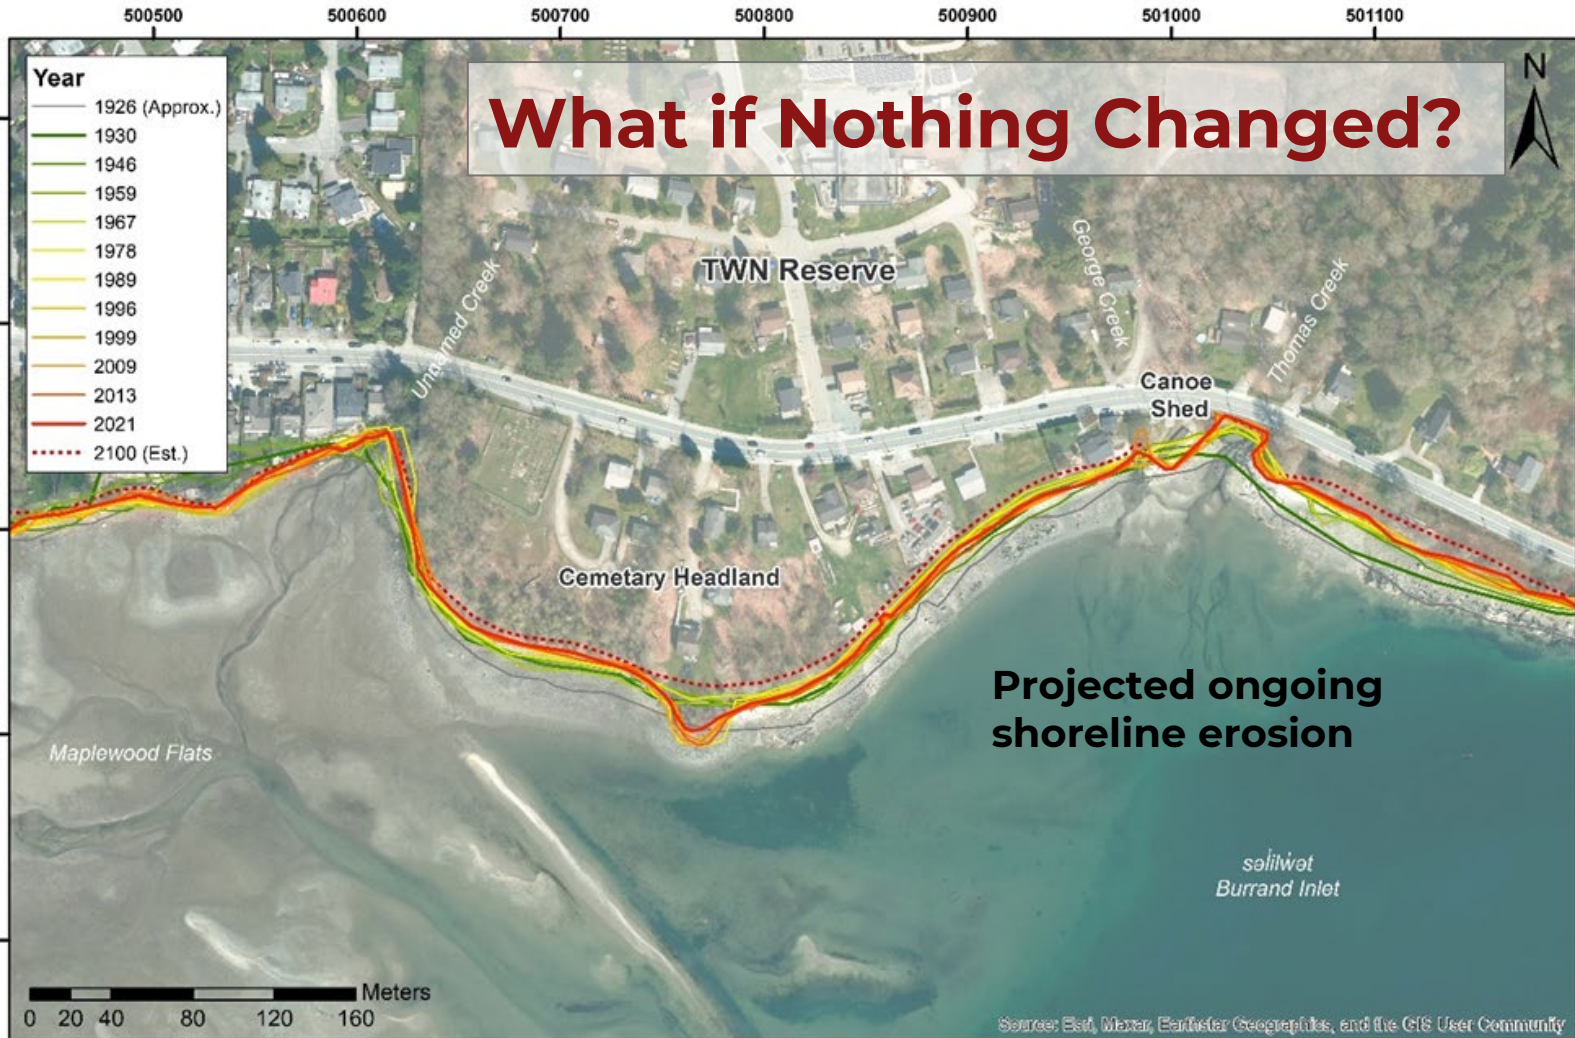 500500 500600 500700 500800 500900 501000 501100
Year
1926 (Approx.)
1930
1946
1959
1967
1978
1989
1996
1999
2009
2013
2021
2100 (Est.)
What if Nothing Changed?
N
TWN Reserve
Unnamed Creek
George Creek
Thomas Creek
Canoe
Shed
Cemetary Headland
Projected ongoing
shoreline erosion
Maplewood Flats
səl̓ilw̓ət
Burrand Inlet
Meters
0 20 40 80 120 160
Source: Esri, Maxar, Earthstar Geographics, and the GIS User Community